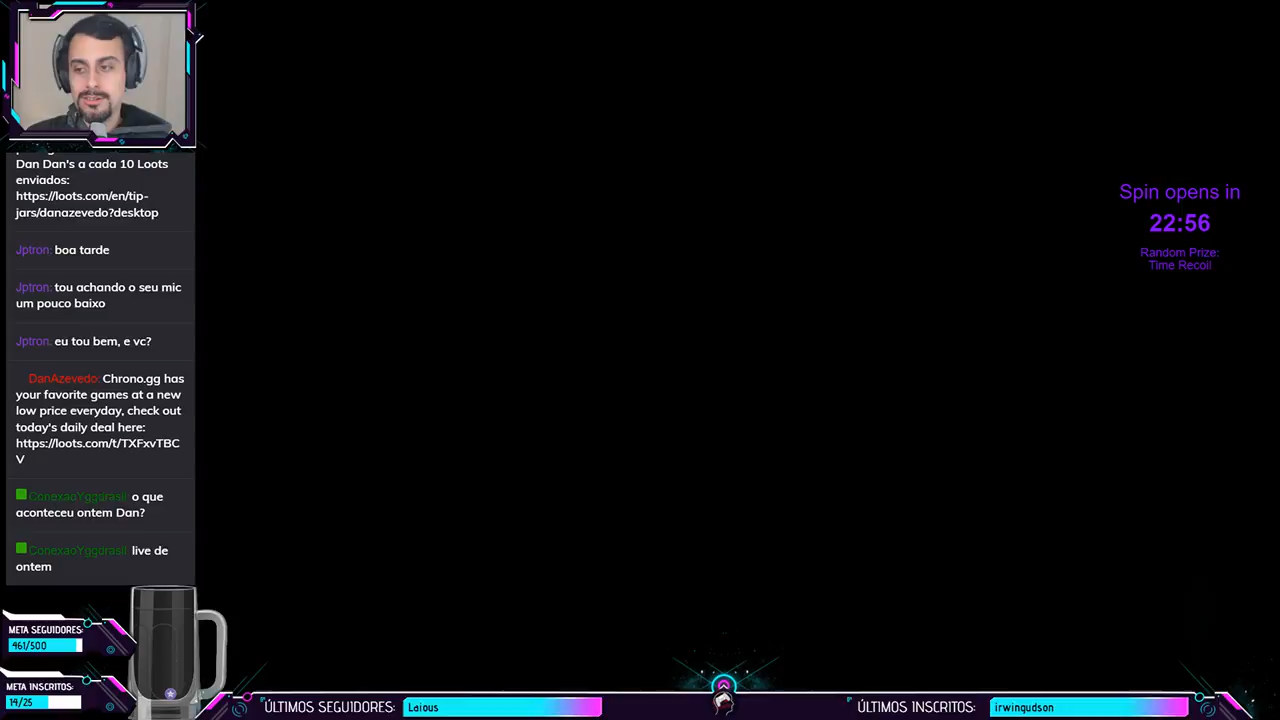 Dan Dan's a cada 10 Loots
enviados:
https://loots.com/en/tip-
jars/danazevedo?desktop
Jptron: boa tarde
Jptron: tou achando o seu mic
um pouco baixo
Jptron: eu tou bem, e vc?
DanAzevedo: Chrono.gg has
your favorite games at a new
low price everyday, check out
today's daily deal here:
https://loots.com/t/TXFxvTBC
V
ConexaoYggdrasil: o que
aconteceu ontem Dan?
ConexaoYggdrasil: live de
ontem
META SEGUIDORES:
461/500
META INSCRITOS:
14/25
Spin opens in
22:56
Random Prize:
Time Recoil
ÚLTIMOS SEGUIDORES: Laious
ÚLTIMOS INSCRITOS: irwingudson